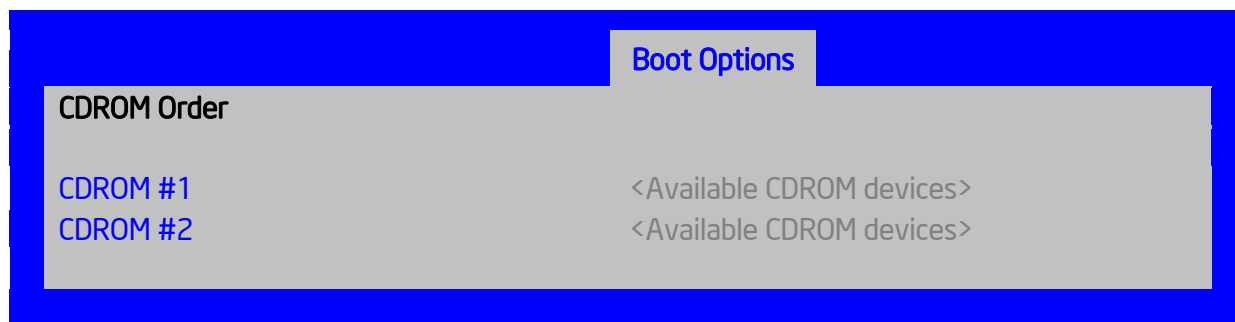 Boot Options
CDROM Order
CDROM #1 <Available CDROM devices>
CDROM #2 <Available CDROM devices>